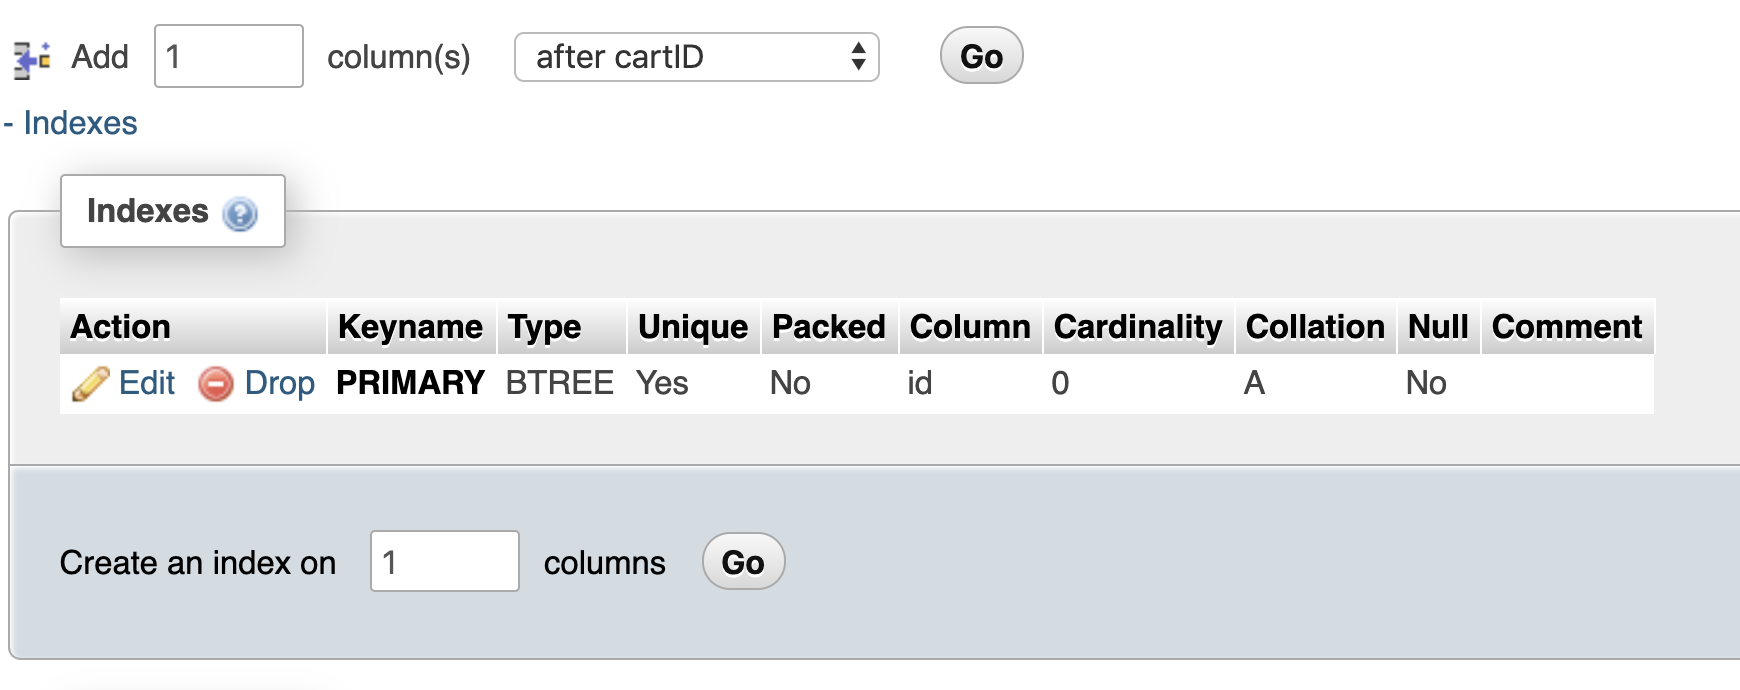 Add 1 column(s) after cartID Go
- Indexes
Indexes
Action Keyname Type Unique Packed Column Cardinality Collation Null Comment
Edit Drop PRIMARY BTREE Yes No id 0 A No
Create an index on 1 columns Go